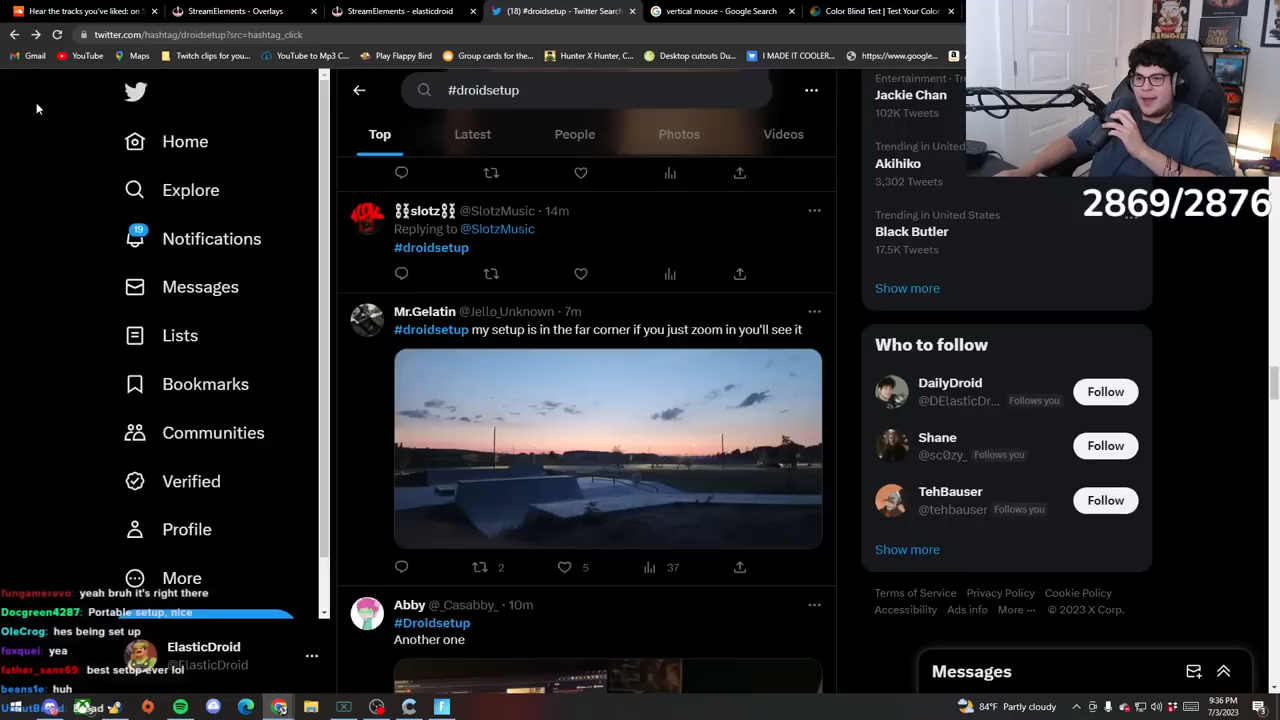 Hear the tracks you've liked: on S
StreamElements - Overlays
StreamElements - elasticdroid
(18) #droidsetup - Twitter Search
vertical mouse - Google Search
Color Blind Test | Test Your Color
twitter.com/hashtag/droidsetup?src=hashtag_click
Gmail
YouTube
Maps
Twitch clips for you...
YouTube to Mp3 C...
Play Flappy Bird
Group cards for the...
Hunter X Hunter, C...
Desktop cutouts Du...
I MADE IT COOLER...
https://www.google...
Home
Explore
19
Notifications
Messages
Lists
Bookmarks
Communities
Verified
Profile
More
ElasticDroid
@ElasticDroid
fungamerevo: yeah bruh it's right there
Docgreen4287: Portable setup, nice
OleCrog: hes being set up
foxquei: yea
father_sans69: best setup ever lol
beans1e: huh
#droidsetup
Top
Latest
People
Photos
Videos
slotz @SlotzMusic · 14m
Replying to @SlotzMusic
#droidsetup
Mr.Gelatin @Jello_Unknown · 7m
#droidsetup my setup is in the far corner if you just zoom in you'll see it
2
5
37
Abby @_Casabby_ · 10m
#Droidsetup
Another one
Entertainment · Tre
Jackie Chan
102K Tweets
Trending in United
Akihiko
3,302 Tweets
Trending in United States
Black Butler
17.5K Tweets
Show more
2869/2876
Who to follow
DailyDroid
@DElasticDr... Follows you
Follow
Shane
@sc0zy_ Follows you
Follow
TehBauser
@tehbauser Follows you
Follow
Show more
Terms of Service Privacy Policy Cookie Policy
Accessibility Ads info More ··· © 2023 X Corp.
Messages
84°F Partly cloudy
9:36 PM
7/3/2023